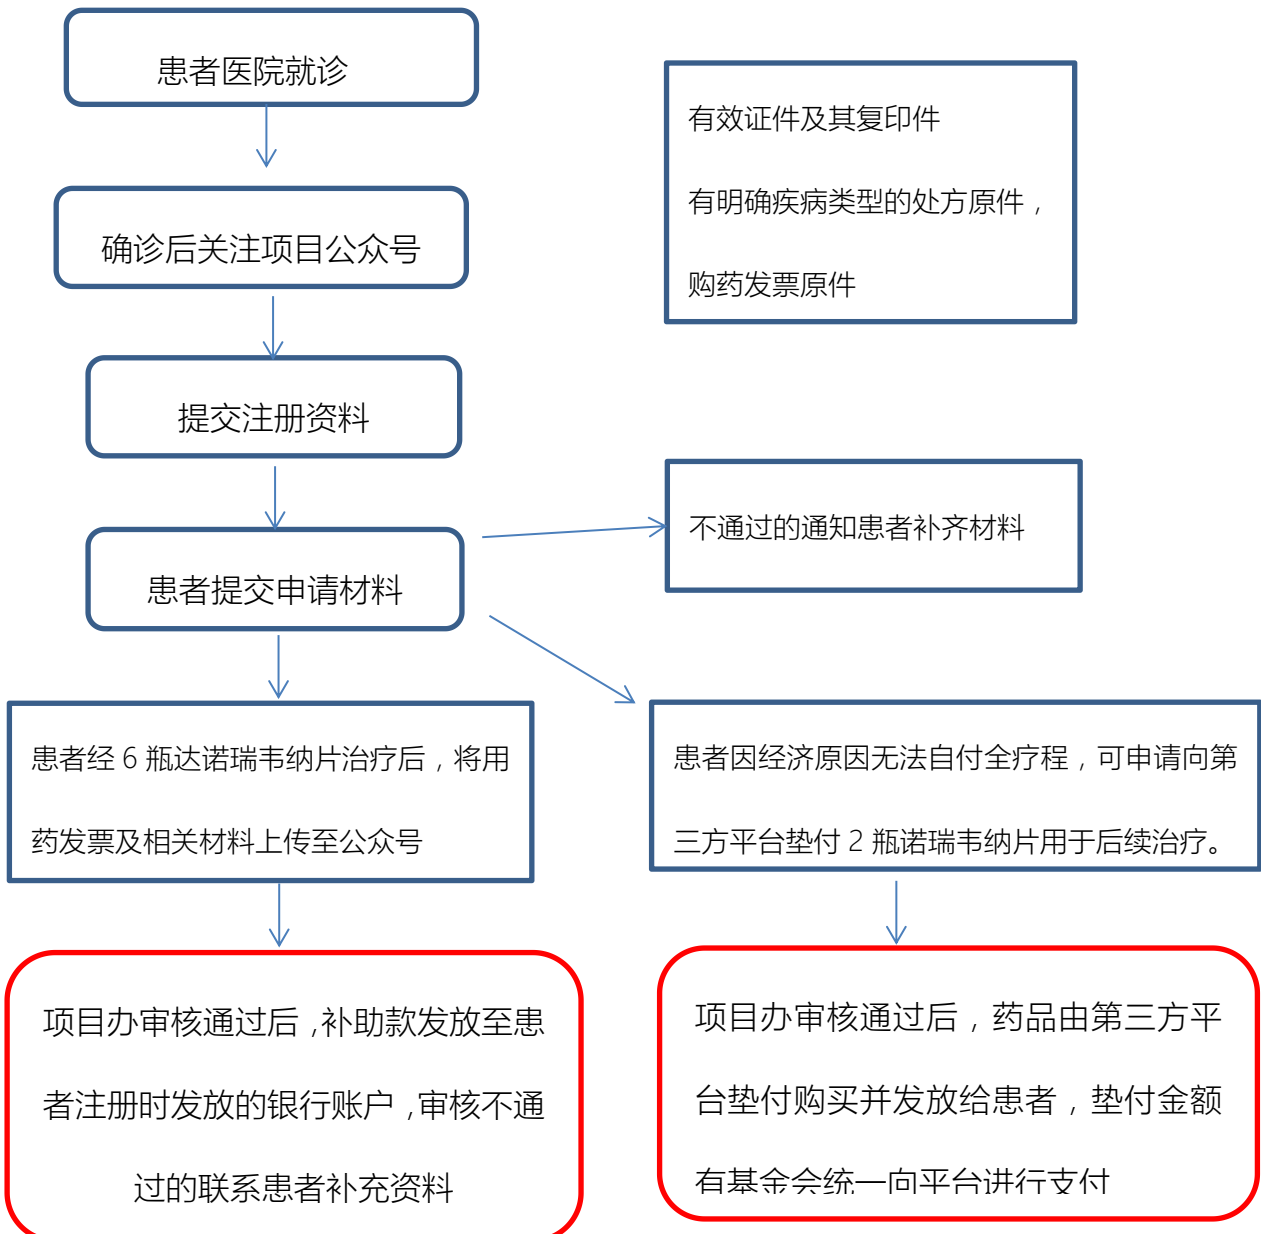 患者医院就诊
有效证件及其复印件
有明确疾病类型的处方原件，
购药发票原件
确诊后关注项目公众号
提交注册资料
不通过的通知患者补齐材料
患者提交申请材料
患者经 6 瓶达诺瑞韦纳片治疗后，将用
药发票及相关材料上传至公众号
患者因经济原因无法自付全疗程，可申请向第
三方平台垫付 2 瓶诺瑞韦纳片用于后续治疗。
项目办审核通过后，补助款发放至患
者注册时发放的银行账户，审核不通
过的联系患者补充资料
项目办审核通过后，药品由第三方平
台垫付购买并发放给患者，垫付金额
有基金会统一向平台进行支付